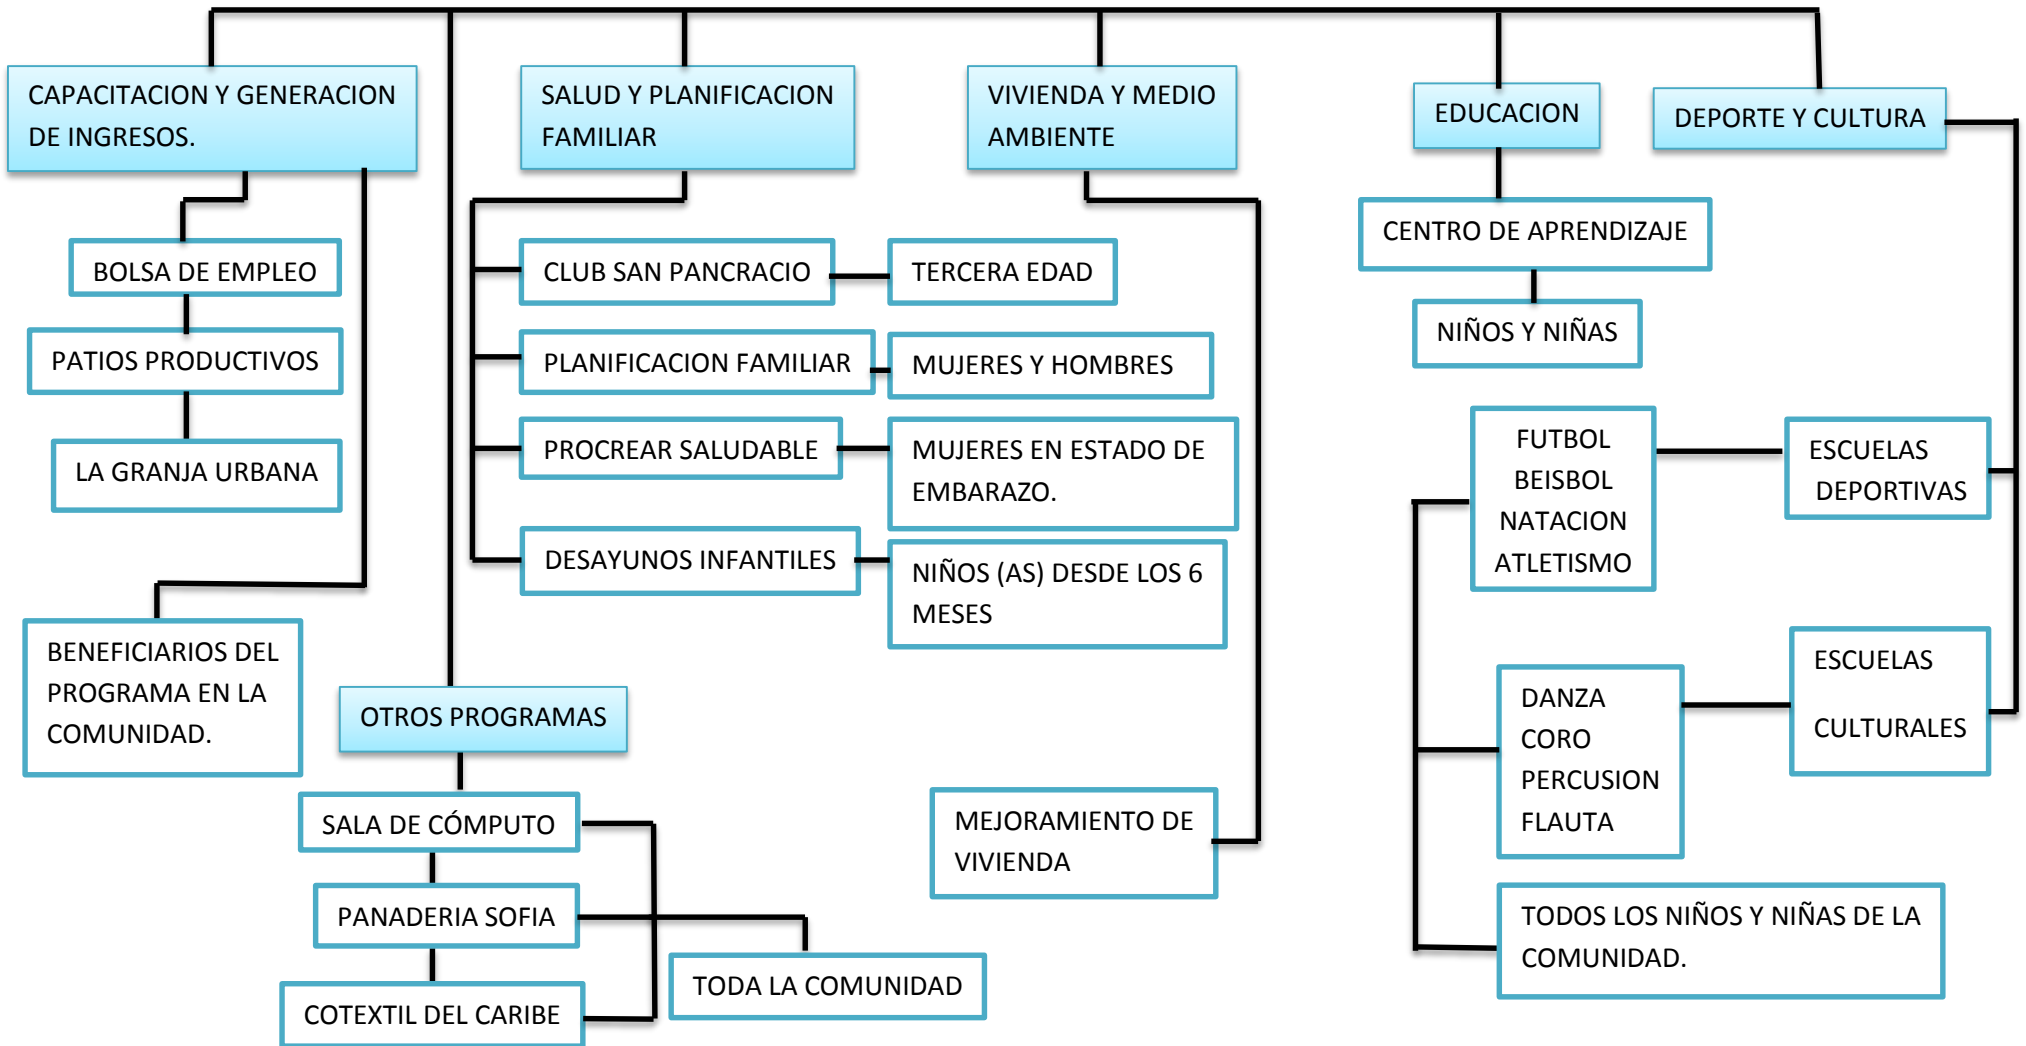 CAPACITACION Y GENERACION
DE INGRESOS.
SALUD Y PLANIFICACION
FAMILIAR
VIVIENDA Y MEDIO
AMBIENTE
EDUCACION
DEPORTE Y CULTURA
BOLSA DE EMPLEO
PATIOS PRODUCTIVOS
LA GRANJA URBANA
BENEFICIARIOS DEL
PROGRAMA EN LA
COMUNIDAD.
CLUB SAN PANCRACIO
TERCERA EDAD
PLANIFICACION FAMILIAR
MUJERES Y HOMBRES
PROCREAR SALUDABLE
MUJERES EN ESTADO DE
EMBARAZO.
DESAYUNOS INFANTILES
NIÑOS (AS) DESDE LOS 6
MESES
OTROS PROGRAMAS
SALA DE CÓMPUTO
PANADERIA SOFIA
COTEXTIL DEL CARIBE
TODA LA COMUNIDAD
MEJORAMIENTO DE
VIVIENDA
CENTRO DE APRENDIZAJE
NIÑOS Y NIÑAS
FUTBOL
BEISBOL
NATACION
ATLETISMO
ESCUELAS
DEPORTIVAS
DANZA
CORO
PERCUSION
FLAUTA
ESCUELAS
CULTURALES
TODOS LOS NIÑOS Y NIÑAS DE LA
COMUNIDAD.